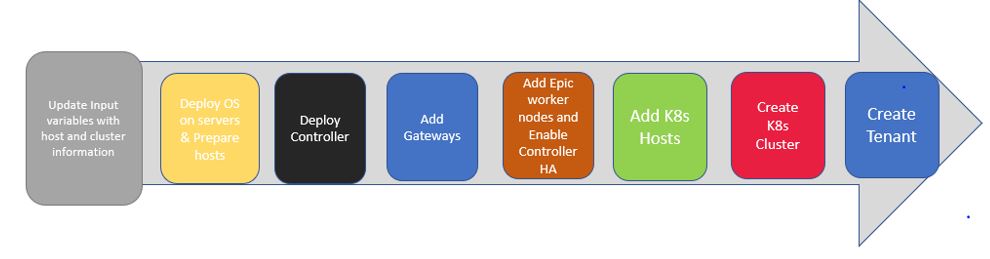 Update Input
variables with
host and cluster
information
Deploy OS
on servers
& Prepare
hosts
Deploy
Controller
Add
Gateways
Add Epic
worker
nodes and
Enable
Controller
HA
Add K8s
Hosts
Create
K8s
Cluster
Create
Tenant